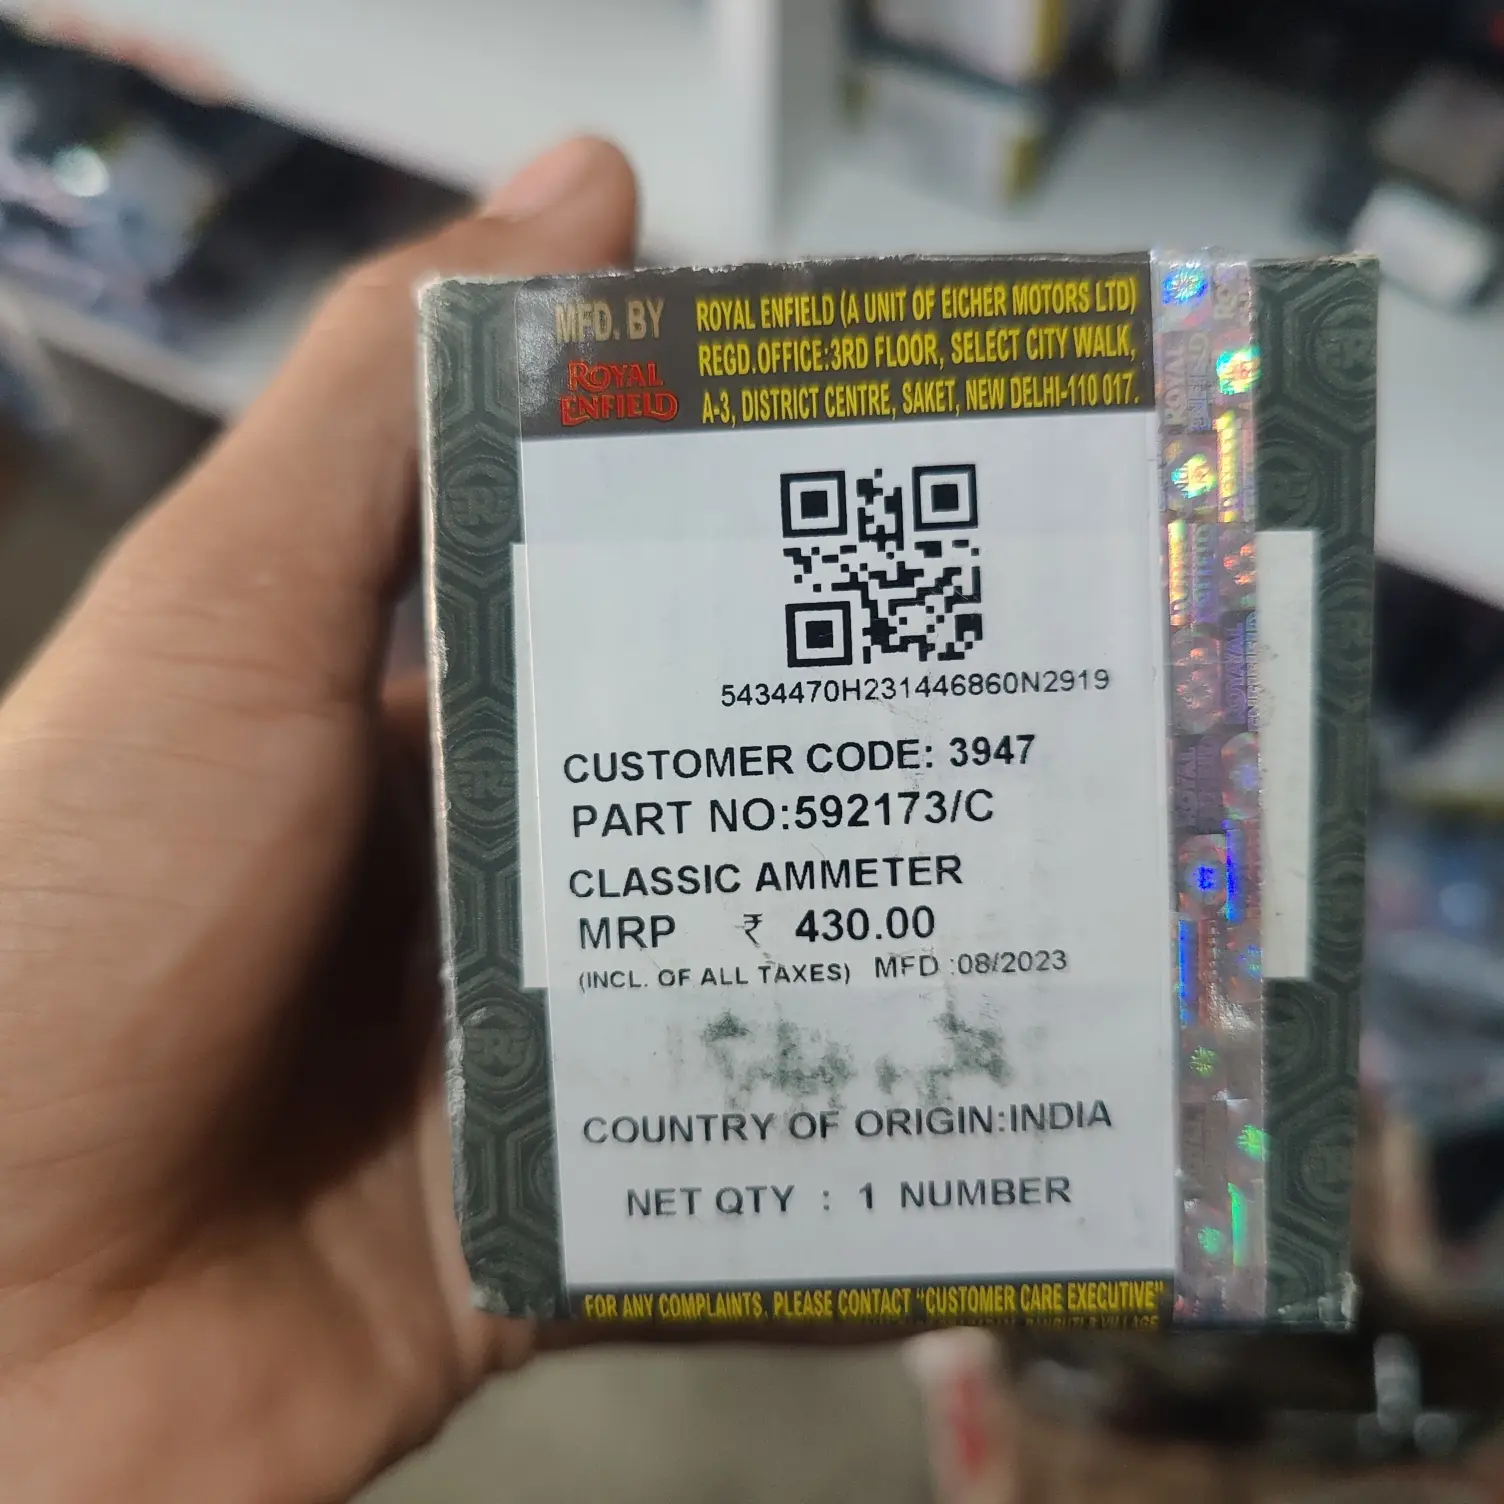 MFD. BY
ROYAL
ENFIELD
ROYAL ENFIELD (A UNIT OF EICHER MOTORS LTD)
REGD.OFFICE:3RD FLOOR, SELECT CITY WALK,
A-3, DISTRICT CENTRE, SAKET, NEW DELHI-110 017.
5434470H231446860N2919
CUSTOMER CODE: 3947
PART NO:592173/C
CLASSIC AMMETER
MRP ₹ 430.00
(INCL. OF ALL TAXES) MFD :08/2023
COUNTRY OF ORIGIN:INDIA
NET QTY : 1 NUMBER
FOR ANY COMPLAINTS, PLEASE CONTACT "CUSTOMER CARE EXECUTIVE"